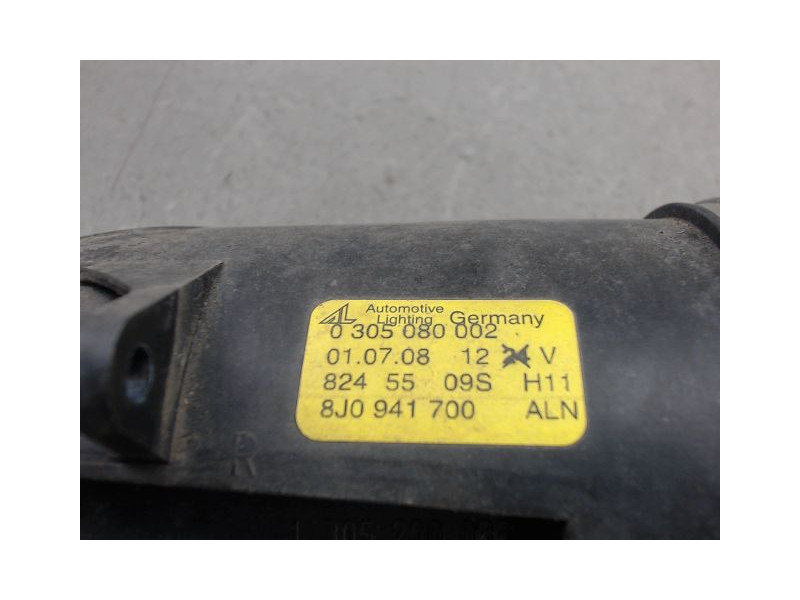 AL Automotive Lighting Germany
0 305 080 002
01.07.08 12 24 V
824 55 09S H11
8J0 941 700 ALN
R